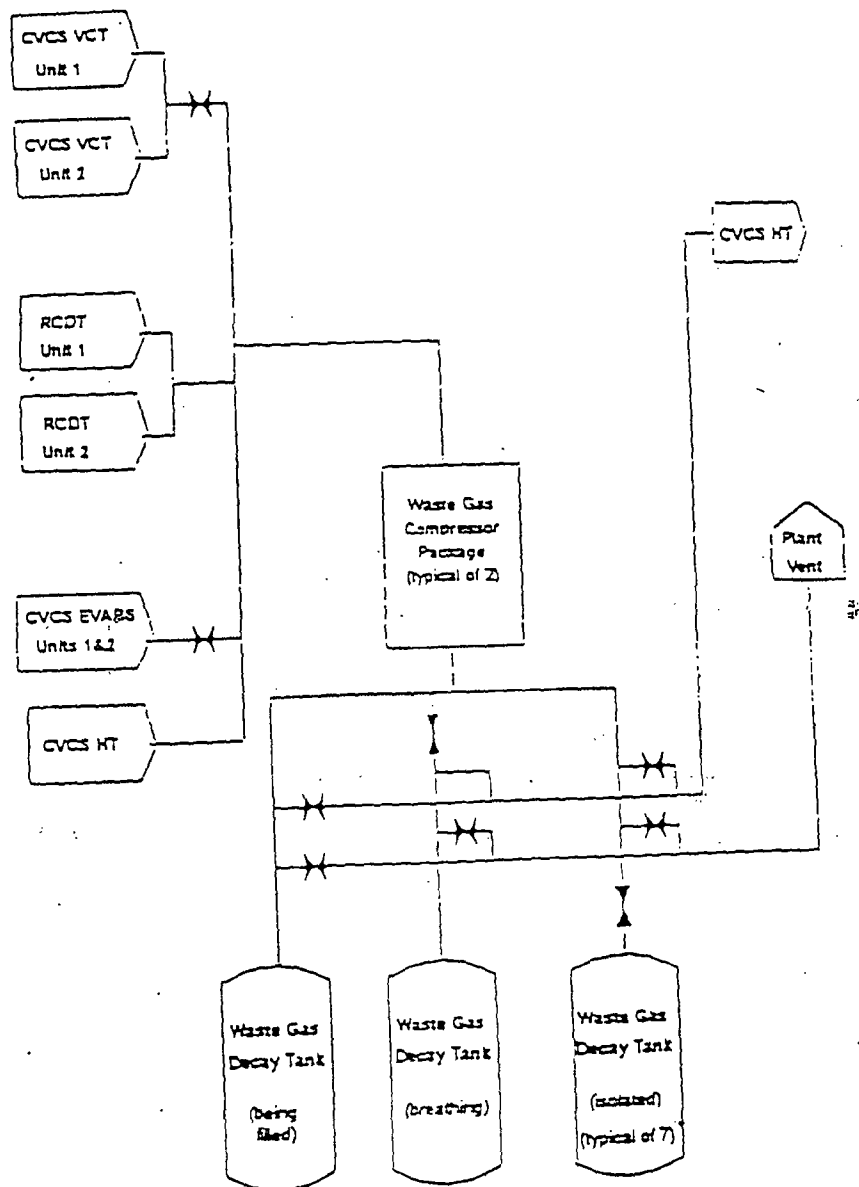 CVCS VCT
Unit 1
CVCS VCT
Unit 2
CVCS HT
RCDT
Unit 1
RCDT
Unit 2
Waste Gas
Compressor
Package
(typical of 2)
Plant
Vent
CVCS EVAPS
Units 1&2
CVCS HT
Waste Gas
Decay Tank
(being
filled)
Waste Gas
Decay Tank
(breathing)
Waste Gas
Decay Tank
(isolated)
(typical of 7)